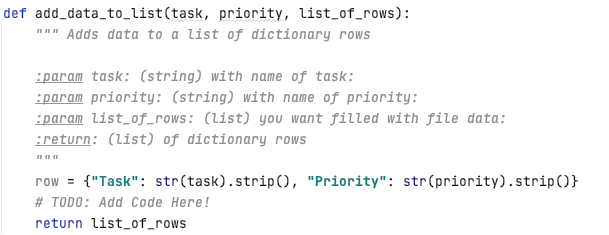 def add_data_to_list(task, priority, list_of_rows):
    """ Adds data to a list of dictionary rows

    :param task: (string) with name of task:
    :param priority: (string) with name of priority:
    :param list_of_rows: (list) you want filled with file data:
    :return: (list) of dictionary rows
    """
    row = {"Task": str(task).strip(), "Priority": str(priority).strip()}
    # TODO: Add Code Here!
    return list_of_rows